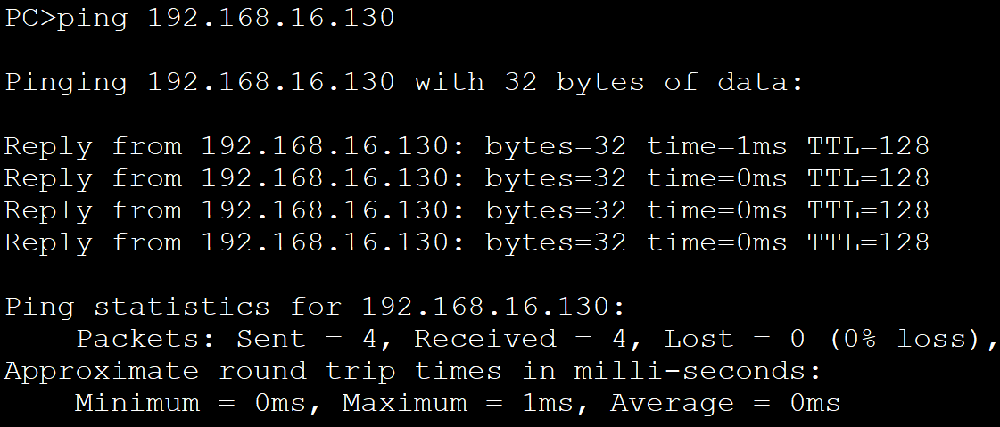 PC>ping 192.168.16.130
Pinging 192.168.16.130 with 32 bytes of data:
Reply from 192.168.16.130: bytes=32 time=1ms TTL=128
Reply from 192.168.16.130: bytes=32 time=0ms TTL=128
Reply from 192.168.16.130: bytes=32 time=0ms TTL=128
Reply from 192.168.16.130: bytes=32 time=0ms TTL=128
Ping statistics for 192.168.16.130:
Packets: Sent = 4, Received = 4, Lost = 0 (0% loss),
Approximate round trip times in milli-seconds:
Minimum = 0ms, Maximum = 1ms, Average = 0ms